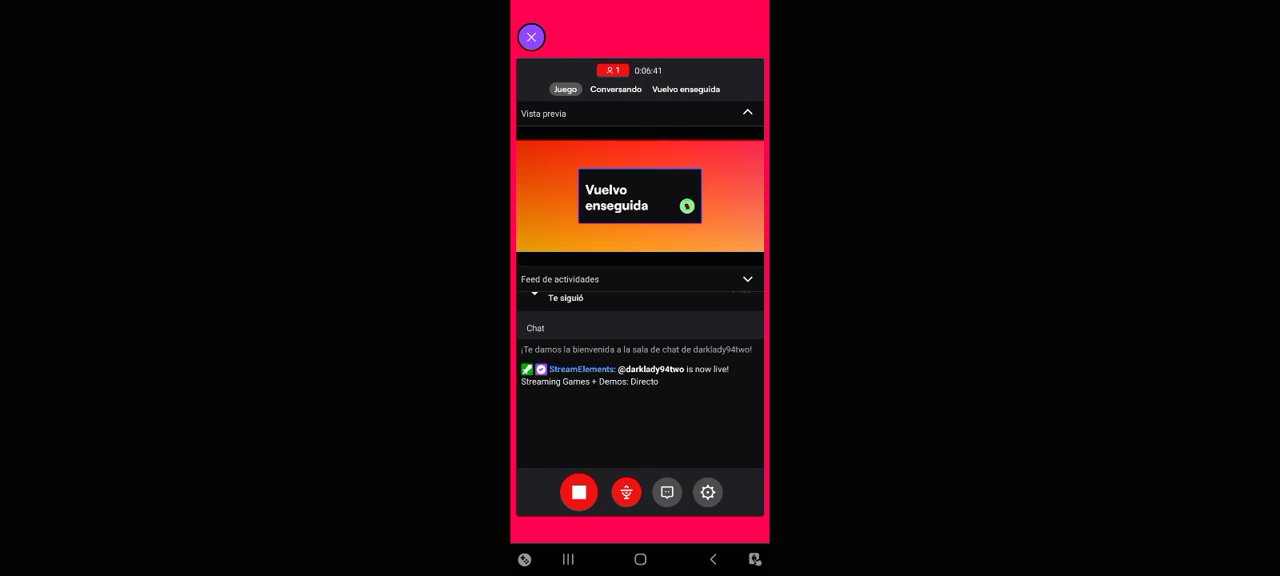 1 0:06:41
Juego Conversando Vuelvo enseguida
Vista previa
Vuelvo
enseguida
Feed de actividades
Te siguió
Chat
¡Te damos la bienvenida a la sala de chat de darklady94two!
StreamElements: @darklady94two is now live!
Streaming Games + Demos: Directo